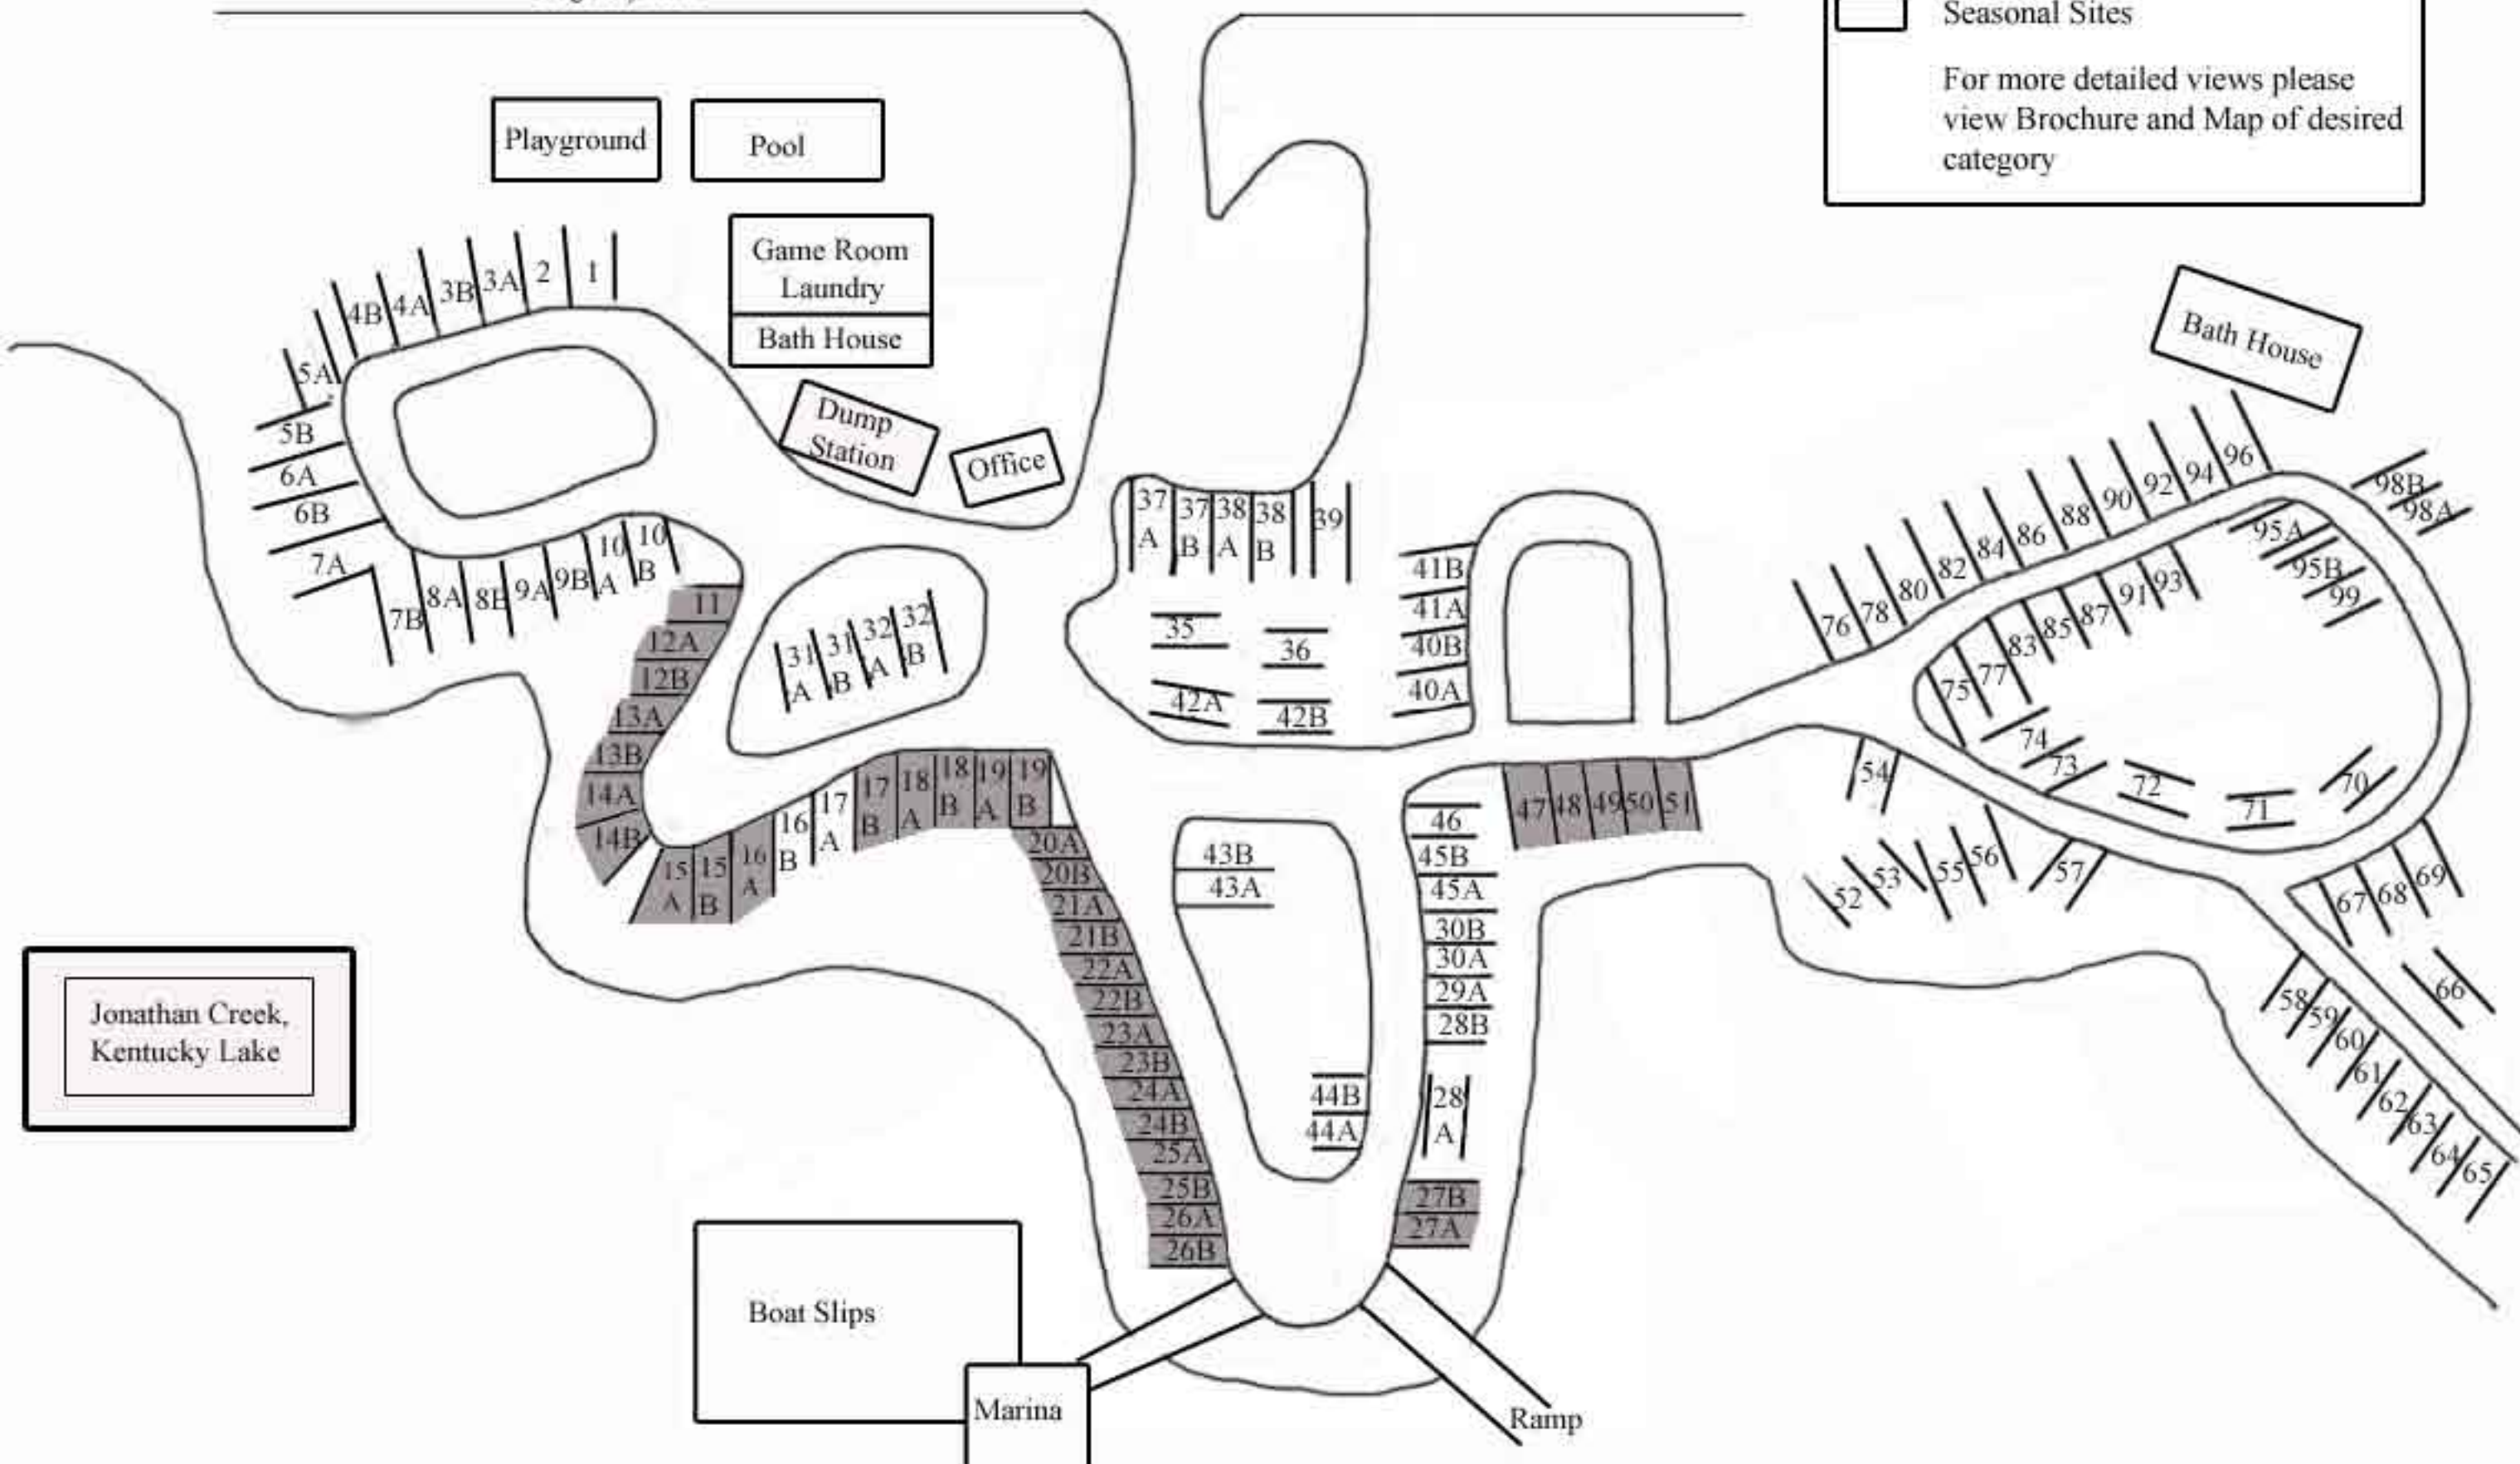 Seasonal Sites
For more detailed views please
view Brochure and Map of desired
category
Playground
Pool
Game Room
Laundry
Bath House
Dump
Station
Office
Bath House
1
2
3A
3B
4A
4B
5A
5B
6A
6B
7A
7B
8A
9A
9B
10
A
10
B
11
12A
12B
13A
13B
14A
14B
15
A
15
B
16
A
16
B
17
A
17
B
18
A
18
B
19
A
19
B
20A
20B
21A
21B
22A
22B
23A
23B
24A
24B
25A
25B
26A
26B
27B
27A
28
A
28B
29A
30A
30B
45A
45B
46
31
A
31
B
32
A
32
B
35
36
37
A
37
B
38
A
38
B
39
41B
41A
40B
40A
42A
42B
43B
43A
44B
44A
47
48
49
50
51
52
53
54
55
56
57
58
59
60
61
62
63
64
65
66
67
68
69
70
71
72
73
74
75
77
83
85
87
91
93
76
78
80
82
84
86
88
90
92
94
96
98B
98A
95A
95B
99
Jonathan Creek,
Kentucky Lake
Boat Slips
Marina
Ramp